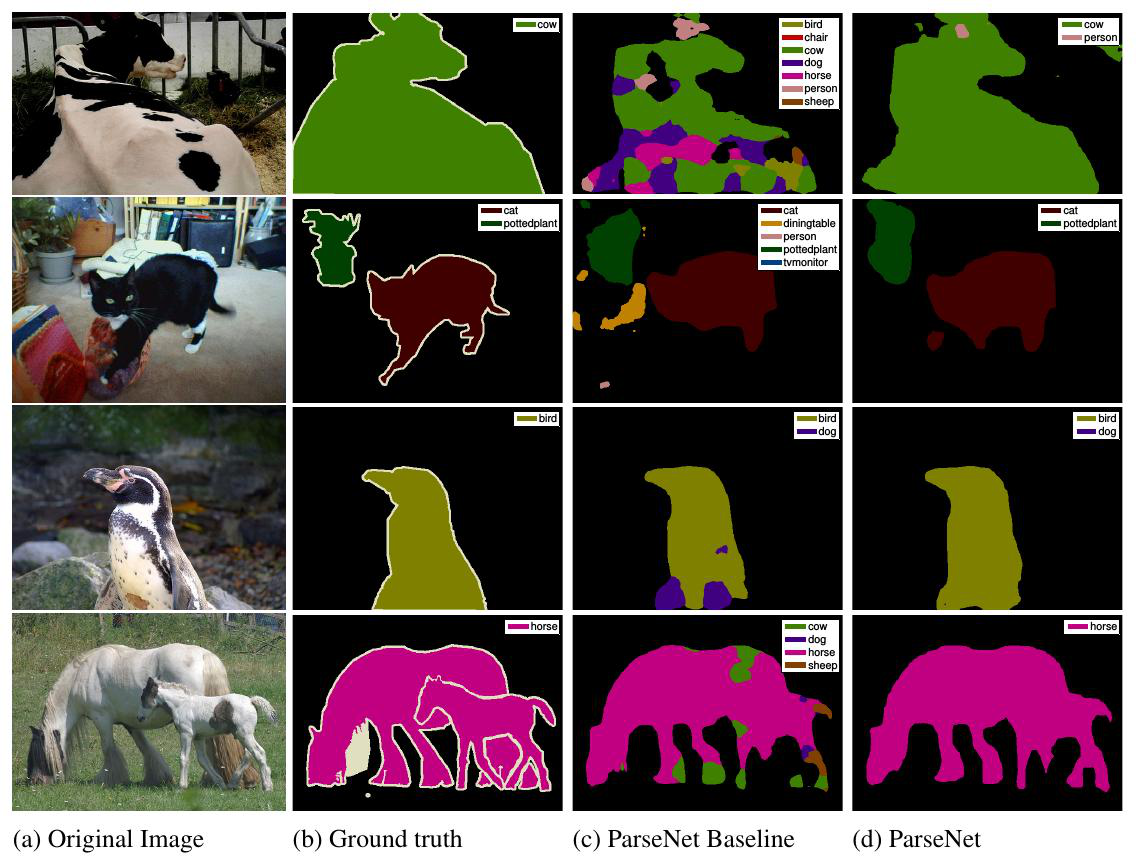 cow
bird
chair
cow
dog
horse
person
sheep
cow
person
cat
pottedplant
cat
diningtable
person
pottedplant
tvmonitor
cat
pottedplant
bird
bird
dog
bird
dog
horse
cow
dog
horse
sheep
horse
(a) Original Image
(b) Ground truth
(c) ParseNet Baseline
(d) ParseNet